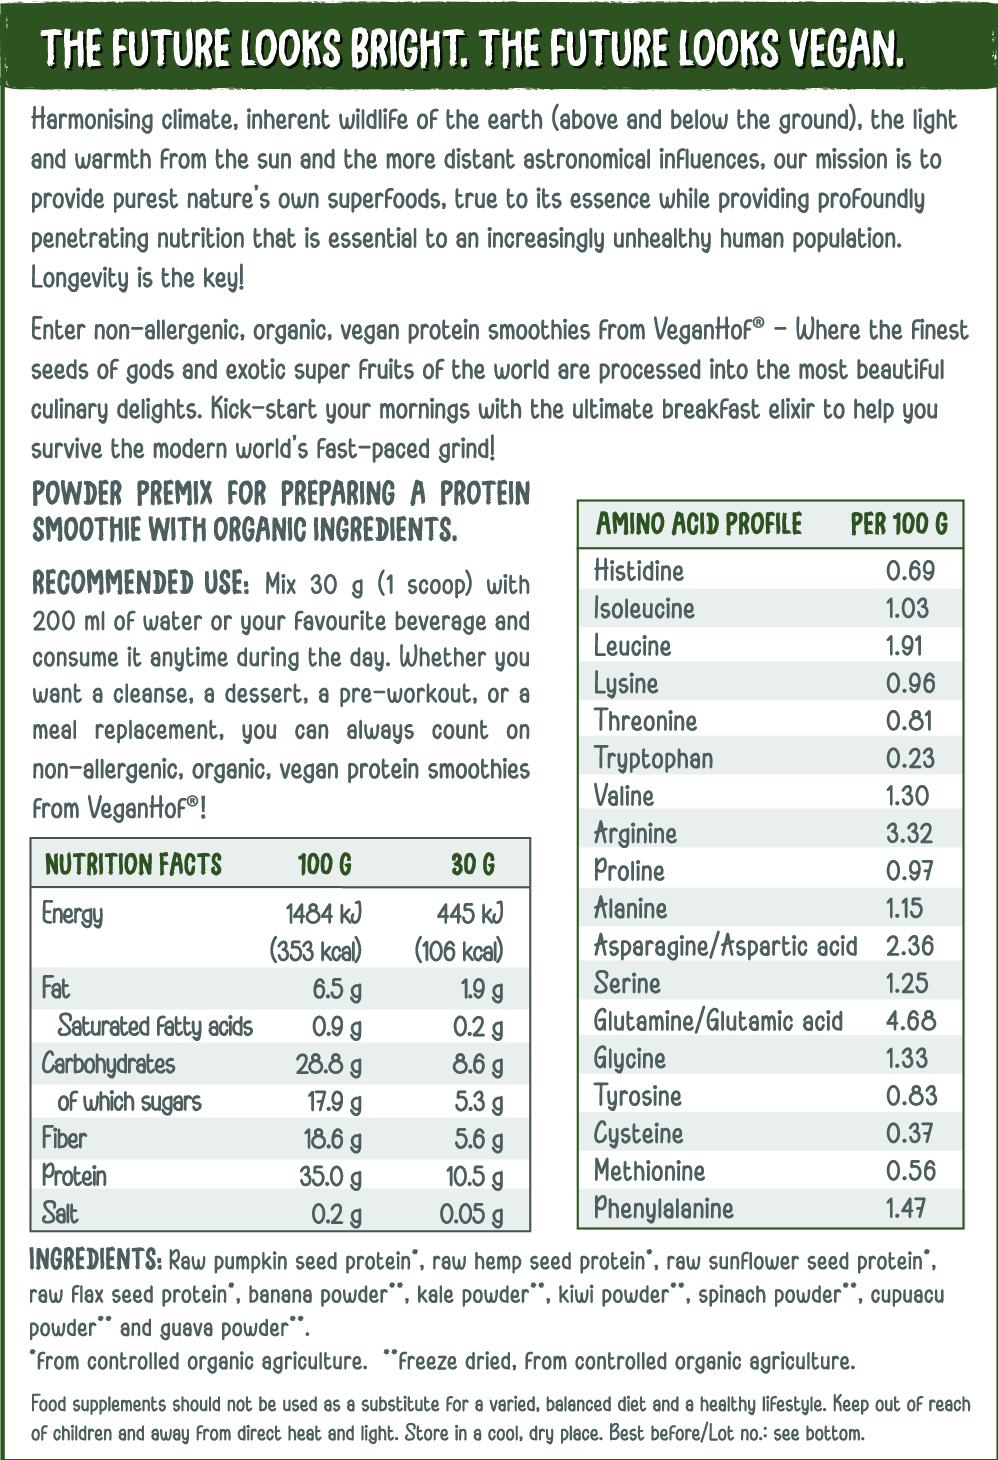 THE FUTURE LOOKS BRIGHT. THE FUTURE LOOKS VEGAN.
Harmonising climate, inherent wildlife of the earth (above and below the ground), the light
and warmth from the sun and the more distant astronomical influences, our mission is to
provide purest nature's own superfoods, true to its essence while providing profoundly
penetrating nutrition that is essential to an increasingly unhealthy human population.
Longevity is the key!
Enter non-allergenic, organic, vegan protein smoothies from VeganHof® - Where the finest
seeds of gods and exotic super fruits of the world are processed into the most beautiful
culinary delights. Kick-start your mornings with the ultimate breakfast elixir to help you
survive the modern world's fast-paced grind!
POWDER PREMIX FOR PREPARING A PROTEIN
SMOOTHIE WITH ORGANIC INGREDIENTS.
RECOMMENDED USE: Mix 30 g (1 scoop) with
200 ml of water or your favourite beverage and
consume it anytime during the day. Whether you
want a cleanse, a dessert, a pre-workout, or a
meal replacement, you can always count on
non-allergenic, organic, vegan protein smoothies
from VeganHof®!
NUTRITION FACTS 100 G 30 G
Energy 1484 kJ 445 kJ
(353 kcal) (106 kcal)
Fat 6.5 g 1.9 g
Saturated fatty acids 0.9 g 0.2 g
Carbohydrates 28.8 g 8.6 g
of which sugars 17.9 g 5.3 g
Fiber 18.6 g 5.6 g
Protein 35.0 g 10.5 g
Salt 0.2 g 0.05 g
AMINO ACID PROFILE PER 100 G
Histidine 0.69
Isoleucine 1.03
Leucine 1.91
Lysine 0.96
Threonine 0.81
Tryptophan 0.23
Valine 1.30
Arginine 3.32
Proline 0.97
Alanine 1.15
Asparagine/Aspartic acid 2.36
Serine 1.25
Glutamine/Glutamic acid 4.68
Glycine 1.33
Tyrosine 0.83
Cysteine 0.37
Methionine 0.56
Phenylalanine 1.47
INGREDIENTS: Raw pumpkin seed protein*, raw hemp seed protein*, raw sunflower seed protein*,
raw flax seed protein*, banana powder**, kale powder**, kiwi powder**, spinach powder**, cupuacu
powder** and guava powder**.
*From controlled organic agriculture. **Freeze dried, from controlled organic agriculture.
Food supplements should not be used as a substitute for a varied, balanced diet and a healthy lifestyle. Keep out of reach
of children and away from direct heat and light. Store in a cool, dry place. Best before/Lot no.: see bottom.